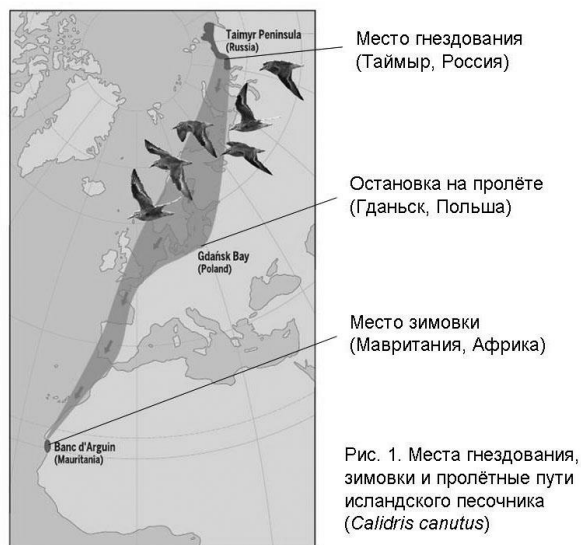 Taimyr Peninsula
(Russia)
Место гнездования
(Таймыр, Россия)
Остановка на пролёте
(Гданьск, Польша)
Gdańsk Bay
(Poland)
Место зимовки
(Мавритания, Африка)
Banc d'Arguin
(Mauritania)
Рис. 1. Места гнездования,
зимовки и пролётные пути
исландского песочника
(Calidris canutus)